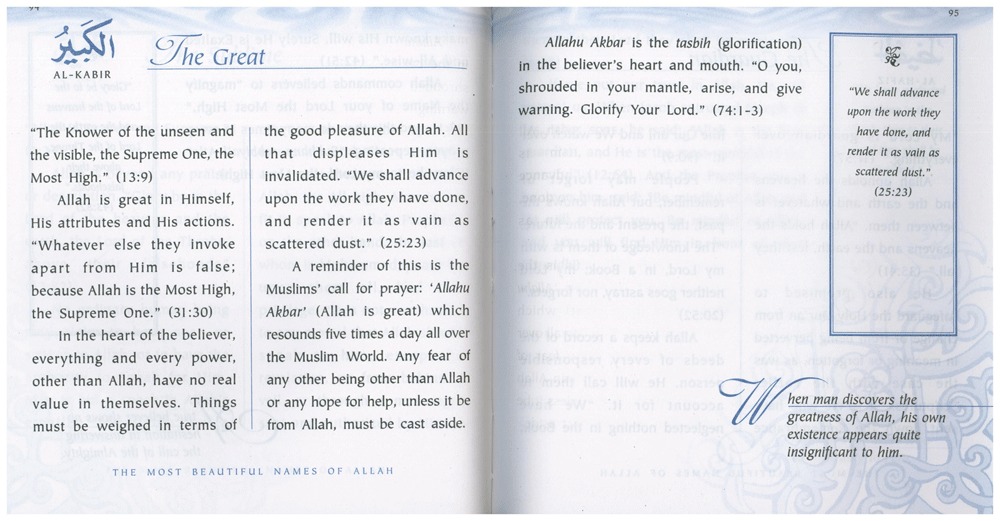 94
الكبير
AL-KABIR
The Great
"The Knower of the unseen and
the visible, the Supreme One, the
Most High." (13:9)
Allah is great in Himself,
His attributes and His actions.
"Whatever else they invoke
apart from Him is false;
because Allah is the Most High,
the Supreme One." (31:30)
In the heart of the believer,
everything and every power,
other than Allah, have no real
value in themselves. Things
must be weighed in terms of
the good pleasure of Allah. All
that displeases Him is
invalidated. "We shall advance
upon the work they have done,
and render it as vain as
scattered dust." (25:23)
A reminder of this is the
Muslims' call for prayer: 'Allahu
Akbar' (Allah is great) which
resounds five times a day all over
the Muslim World. Any fear of
any other being other than Allah
or any hope for help, unless it be
from Allah, must be cast aside.
THE MOST BEAUTIFUL NAMES OF ALLAH
95
Allahu Akbar is the tasbih (glorification)
in the believer's heart and mouth. "O you,
shrouded in your mantle, arise, and give
warning. Glorify Your Lord." (74:1-3)
"We shall advance
upon the work they
have done, and
render it as vain as
scattered dust."
(25:23)
When man discovers the
greatness of Allah, his own
existence appears quite
insignificant to him.